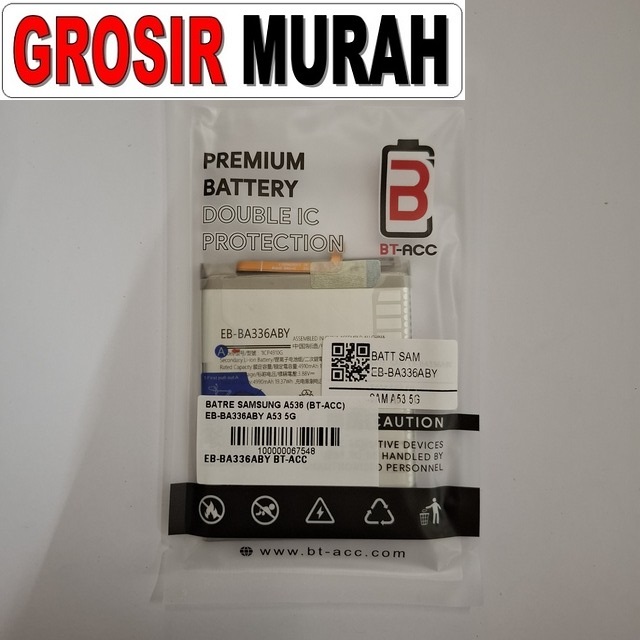 GROSIR MURAH
PREMIUM
BATTERY
DOUBLE IC
PROTECTION
B
BT-ACC
EB-BA336ABY
A
BATT SAM
EB-BA336ABY
SAM A53 5G
BATRE SAMSUNG A536 (BT-ACC)
EB-BA336ABY A53 5G
100000067548
EB-BA336ABY BT-ACC
CAUTION
TIVE DEVICES
HANDLED BY
D PERSONNEL
www.bt-acc.com